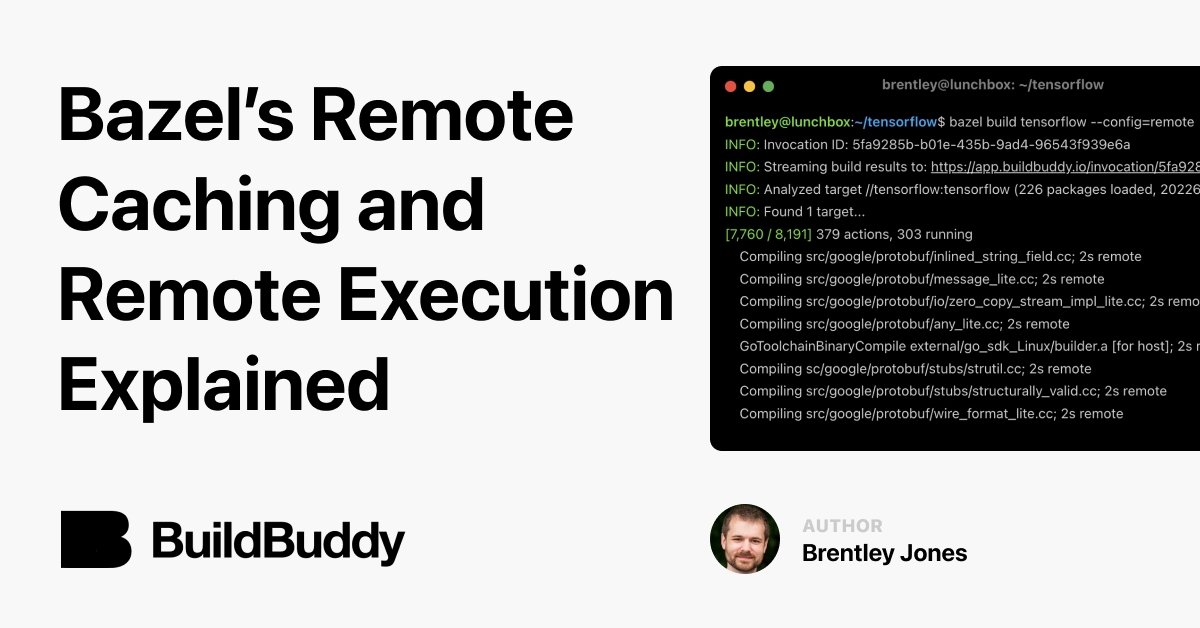 Bazel’s Remote
Caching and
Remote Execution
Explained
BuildBuddy
brentley@lunchbox: ~/tensorflow
brentley@lunchbox:~/tensorflow$ bazel build tensorflow --config=remote
INFO: Invocation ID: 5fa9285b-b01e-435b-9ad4-96543f939e6a
INFO: Streaming build results to: https://app.buildbuddy.io/invocation/5fa928
INFO: Analyzed target //tensorflow:tensorflow (226 packages loaded, 20226
INFO: Found 1 target...
[7,760 / 8,191] 379 actions, 303 running
Compiling src/google/protobuf/inlined_string_field.cc; 2s remote
Compiling src/google/protobuf/message_lite.cc; 2s remote
Compiling src/google/protobuf/io/zero_copy_stream_impl_lite.cc; 2s remo
Compiling src/google/protobuf/any_lite.cc; 2s remote
GoToolchainBinaryCompile external/go_sdk_Linux/builder.a [for host]; 2s r
Compiling sc/google/protobuf/stubs/strutil.cc; 2s remote
Compiling src/google/protobuf/stubs/structurally_valid.cc; 2s remote
Compiling src/google/protobuf/wire_format_lite.cc; 2s remote
AUTHOR
Brentley Jones